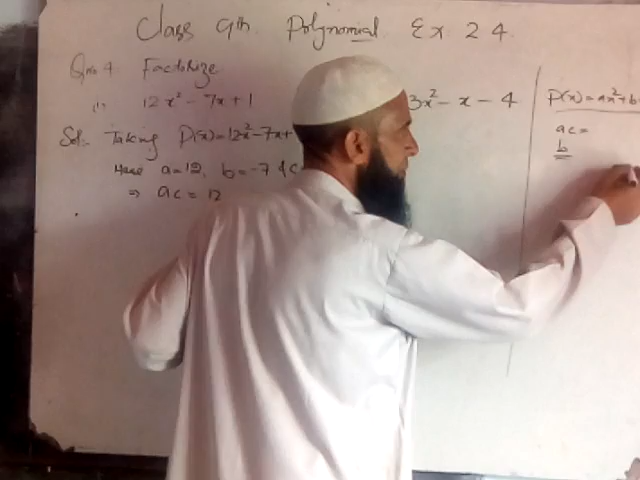 Class 9th Polynomial Ex 2 4
Q no 4 Factorize
(i) 12x² - 7x + 1
3x² - x - 4
Sol: Taking P(x)=12x²-7x+
Here a=12, b=-7 & c
⇒ ac = 12
P(x)=ax²+b
ac=
b